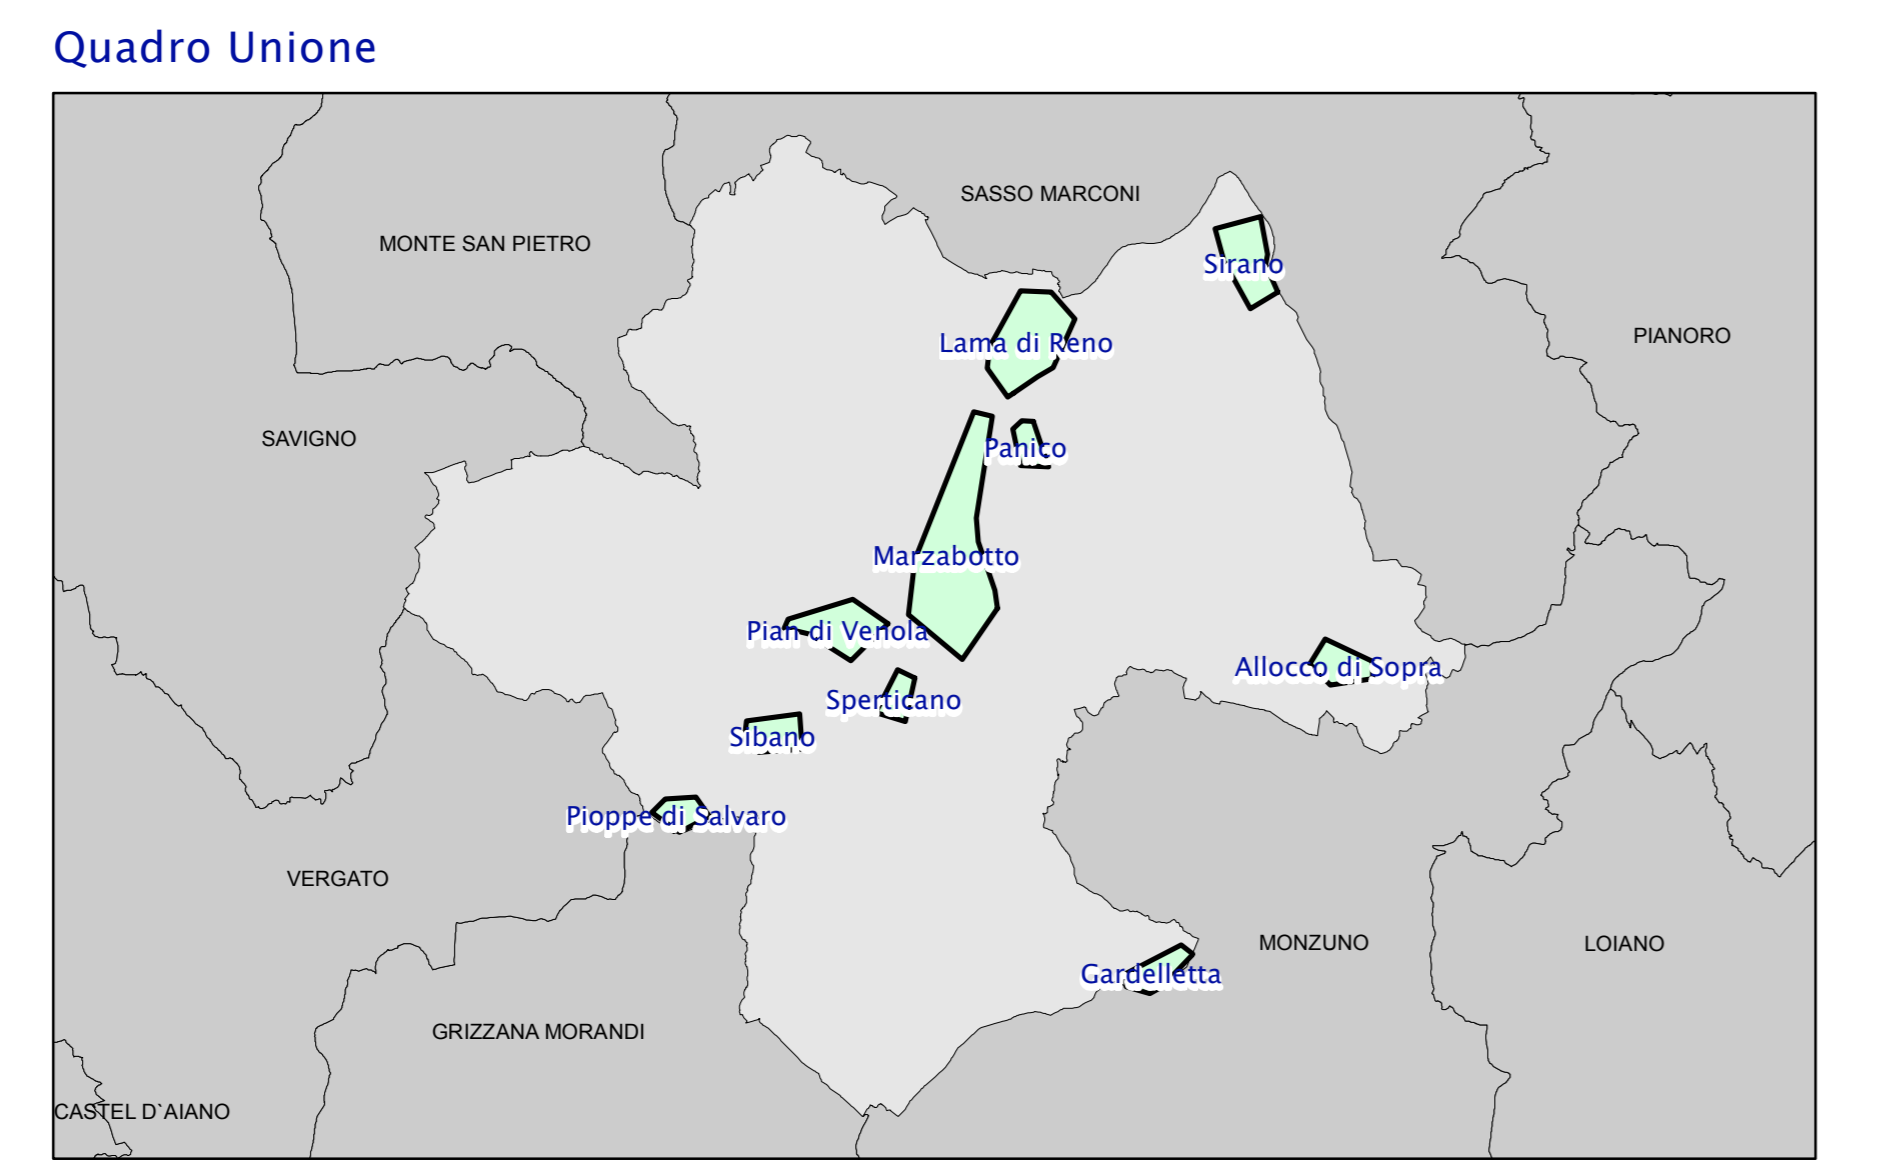 Quadro Unione
SASSO MARCONI
MONTE SAN PIETRO
Sirano
PIANORO
Lama di Reno
SAVIGNO
Panico
Marzabotto
Pian di Venola
Allocco di Sopra
Sperticano
Sibano
Pioppe di Salvaro
VERGATO
MONZUNO
LOIANO
Gardelletta
GRIZZANA MORANDI
CASTEL D`AIANO